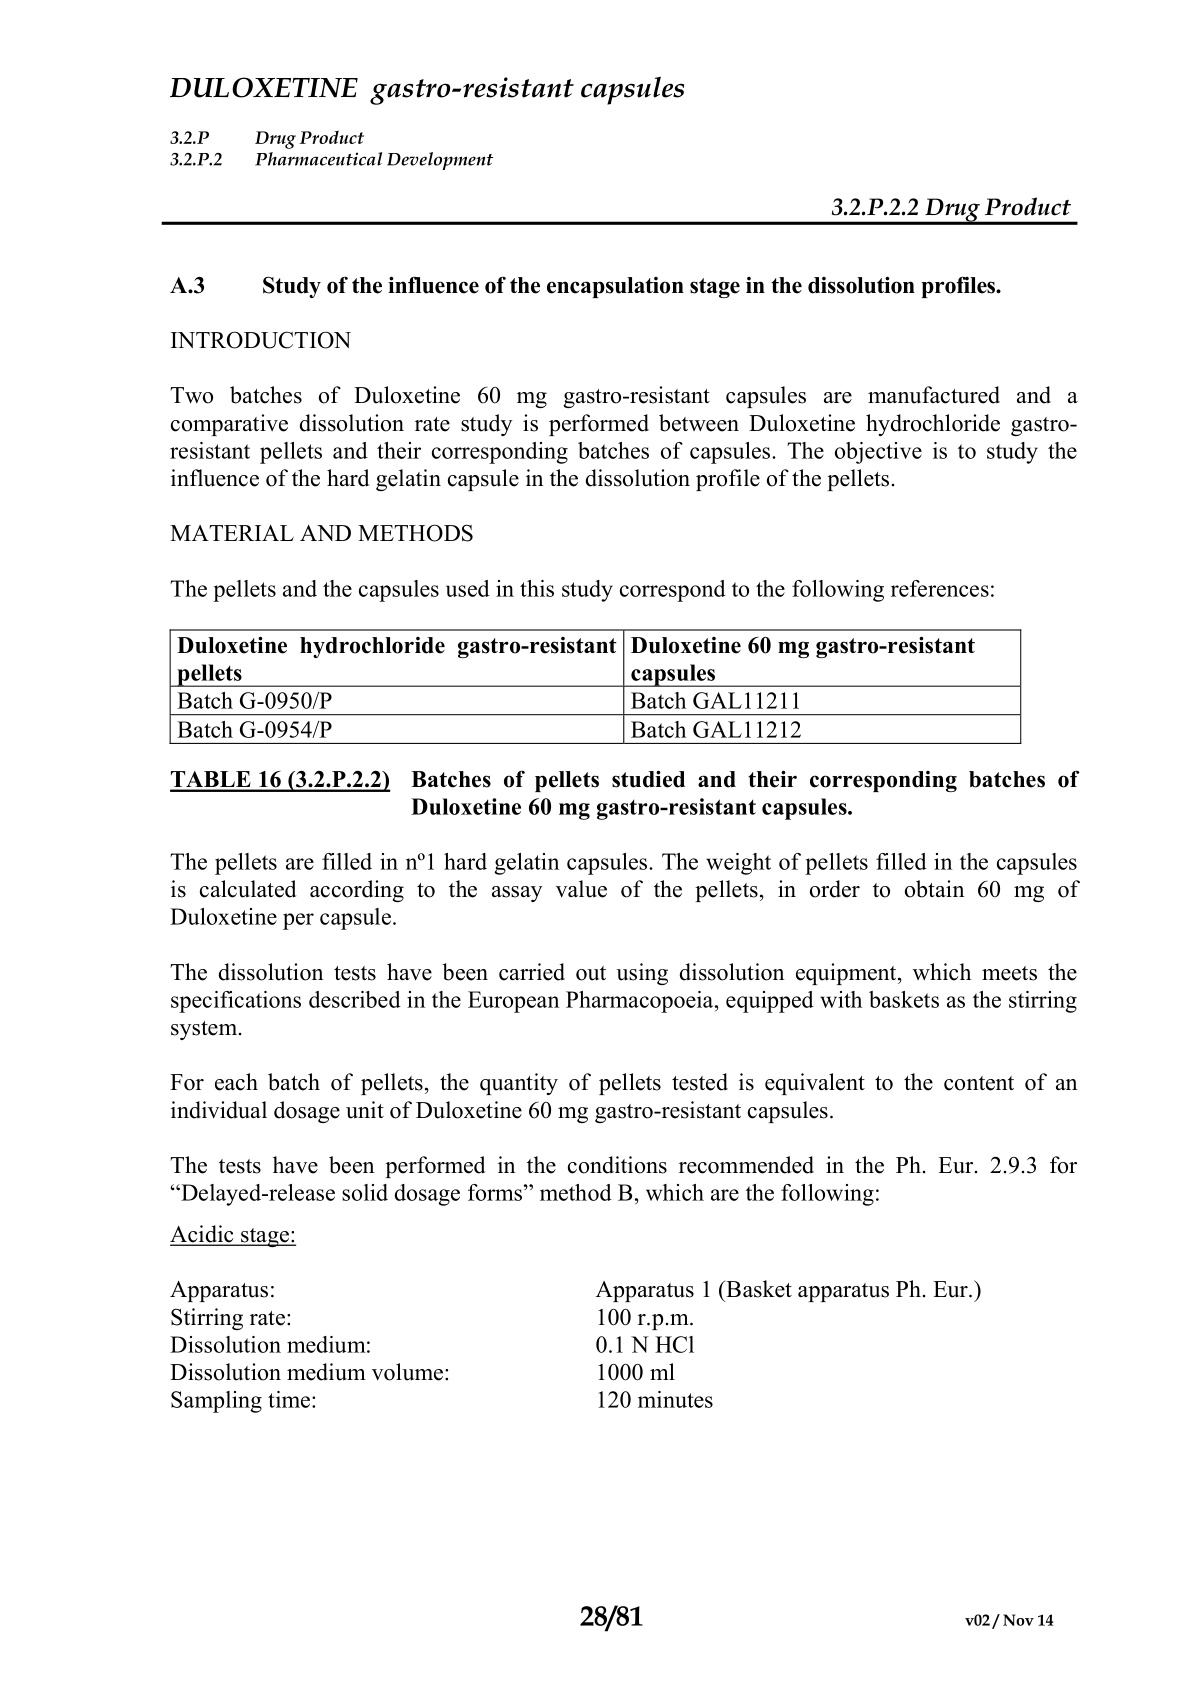 DULOXETINE gastro-resistant capsules
3.2.P Drug Product
3.2.P.2 Pharmaceutical Development
3.2.P.2.2 Drug Product
A.3 Study of the influence of the encapsulation stage in the dissolution profiles.
INTRODUCTION
Two batches of Duloxetine 60 mg gastro-resistant capsules are manufactured and a
comparative dissolution rate study is performed between Duloxetine hydrochloride gastro-
resistant pellets and their corresponding batches of capsules. The objective is to study the
influence of the hard gelatin capsule in the dissolution profile of the pellets.
MATERIAL AND METHODS
The pellets and the capsules used in this study correspond to the following references:
Duloxetine hydrochloride gastro-resistant
pellets
Duloxetine 60 mg gastro-resistant
capsules
Batch G-0950/P Batch GAL11211
Batch G-0954/P Batch GAL11212
TABLE 16 (3.2.P.2.2) Batches of pellets studied and their corresponding batches of
Duloxetine 60 mg gastro-resistant capsules.
The pellets are filled in nº1 hard gelatin capsules. The weight of pellets filled in the capsules
is calculated according to the assay value of the pellets, in order to obtain 60 mg of
Duloxetine per capsule.
The dissolution tests have been carried out using dissolution equipment, which meets the
specifications described in the European Pharmacopoeia, equipped with baskets as the stirring
system.
For each batch of pellets, the quantity of pellets tested is equivalent to the content of an
individual dosage unit of Duloxetine 60 mg gastro-resistant capsules.
The tests have been performed in the conditions recommended in the Ph. Eur. 2.9.3 for
“Delayed-release solid dosage forms” method B, which are the following:
Acidic stage:
Apparatus: Apparatus 1 (Basket apparatus Ph. Eur.)
Stirring rate: 100 r.p.m.
Dissolution medium: 0.1 N HCl
Dissolution medium volume: 1000 ml
Sampling time: 120 minutes
28/81
v02 / Nov 14